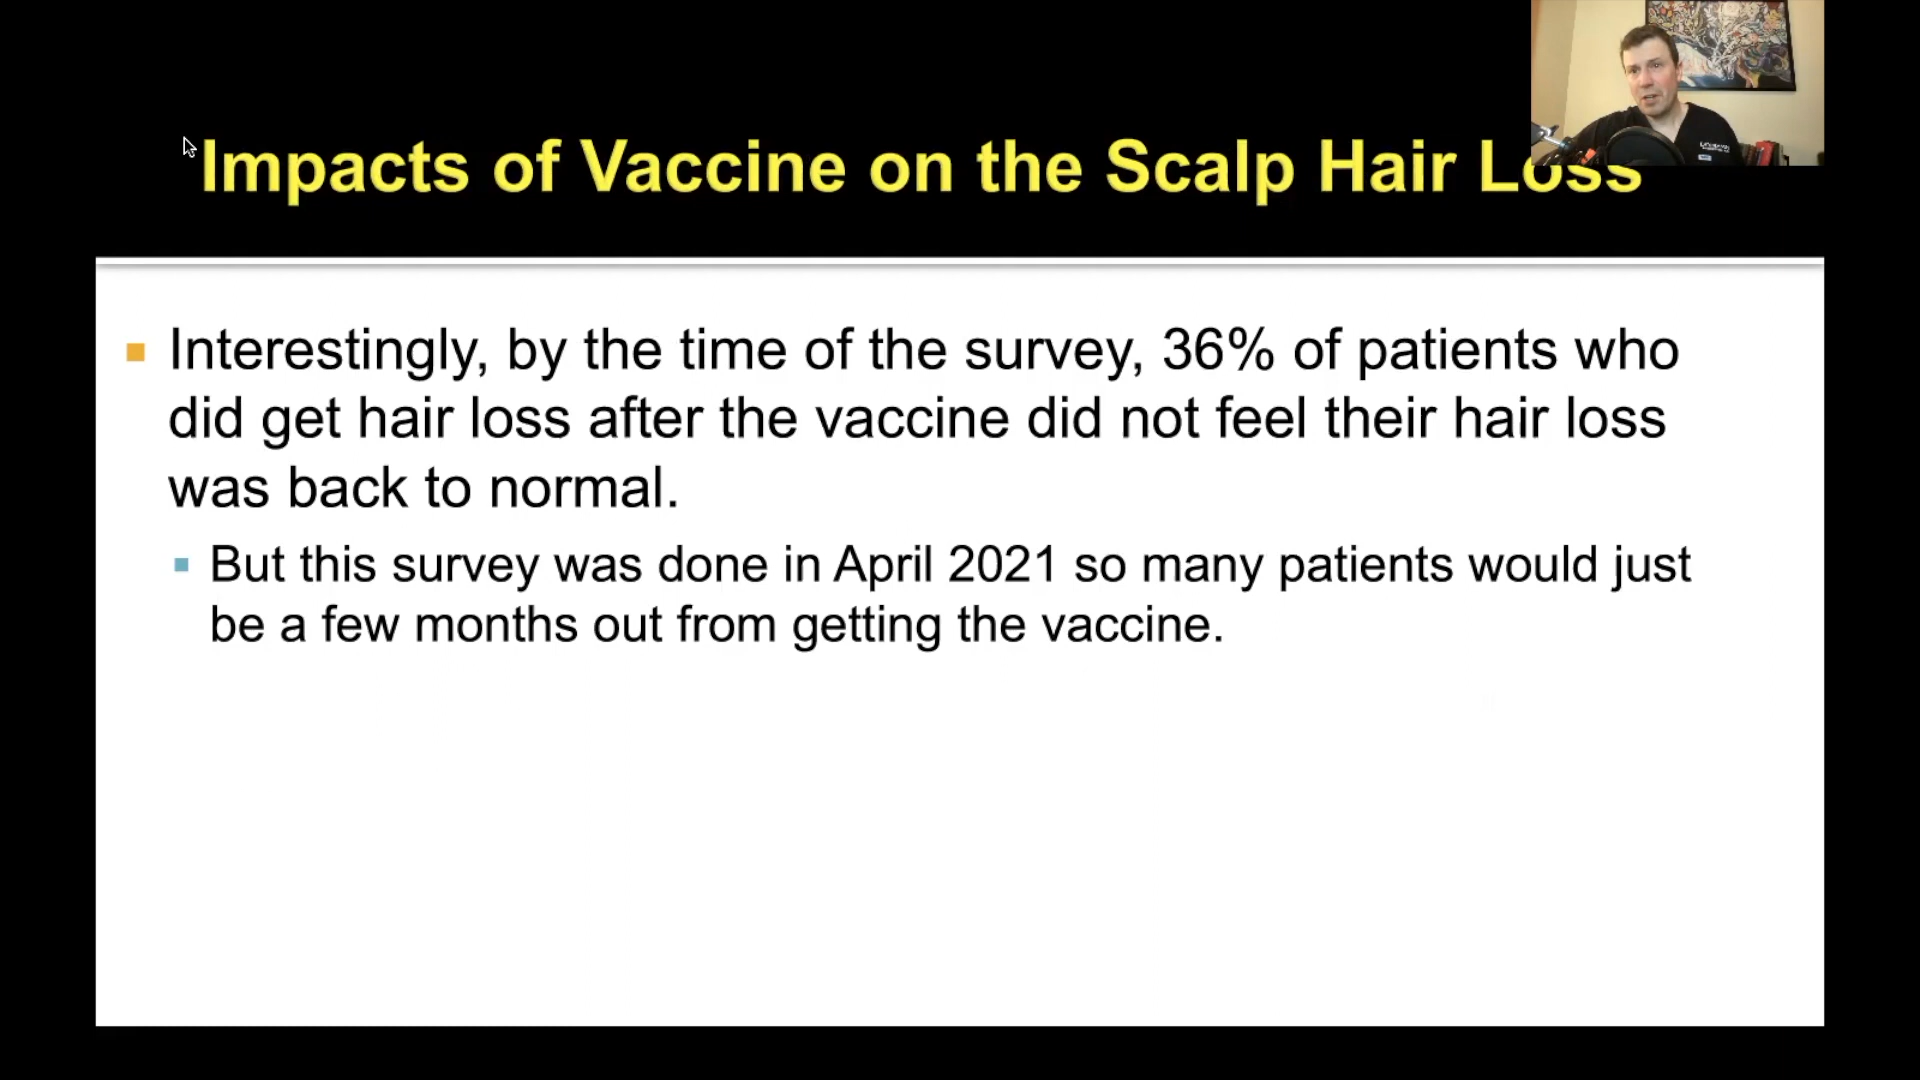 Impacts of Vaccine on the Scalp Hair Loss
Interestingly, by the time of the survey, 36% of patients who
did get hair loss after the vaccine did not feel their hair loss
was back to normal.
But this survey was done in April 2021 so many patients would just
be a few months out from getting the vaccine.